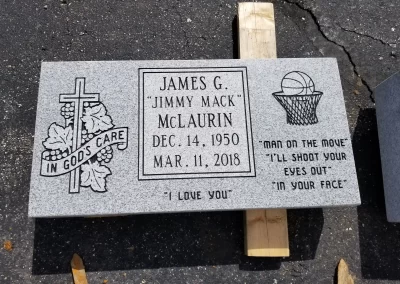 IN GOD'S CARE
JAMES G.
"JIMMY MACK"
McLAURIN
DEC. 14, 1950
MAR. 11, 2018
"I LOVE YOU"
"MAN ON THE MOVE"
"I'LL SHOOT YOUR
EYES OUT"
"IN YOUR FACE"